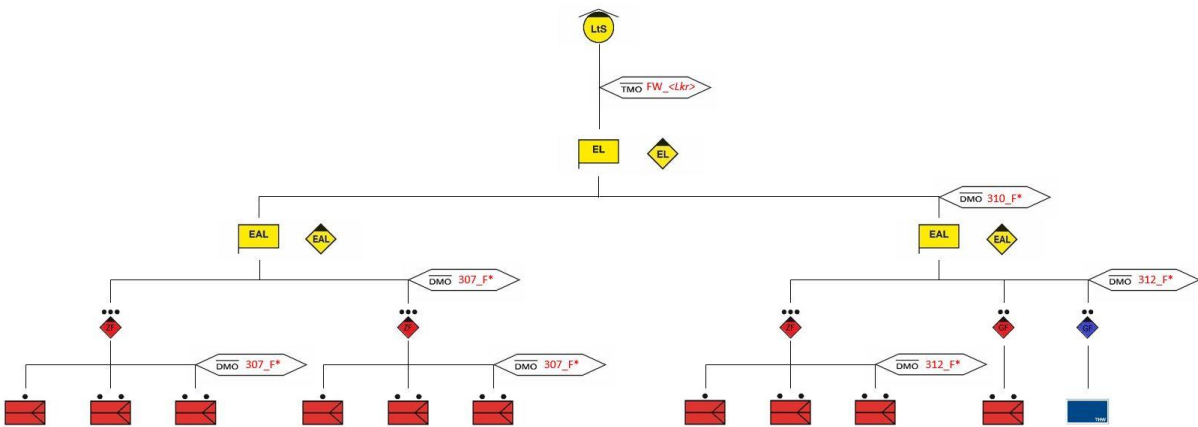 LtS
TMO FW_<Lkr>
EL EL
DMO 310_F*
EAL EAL EAL EAL
DMO 307_F* DMO 312_F*
ZF ZF ZF GF GF
DMO 307_F* DMO 307_F* DMO 312_F*
THW